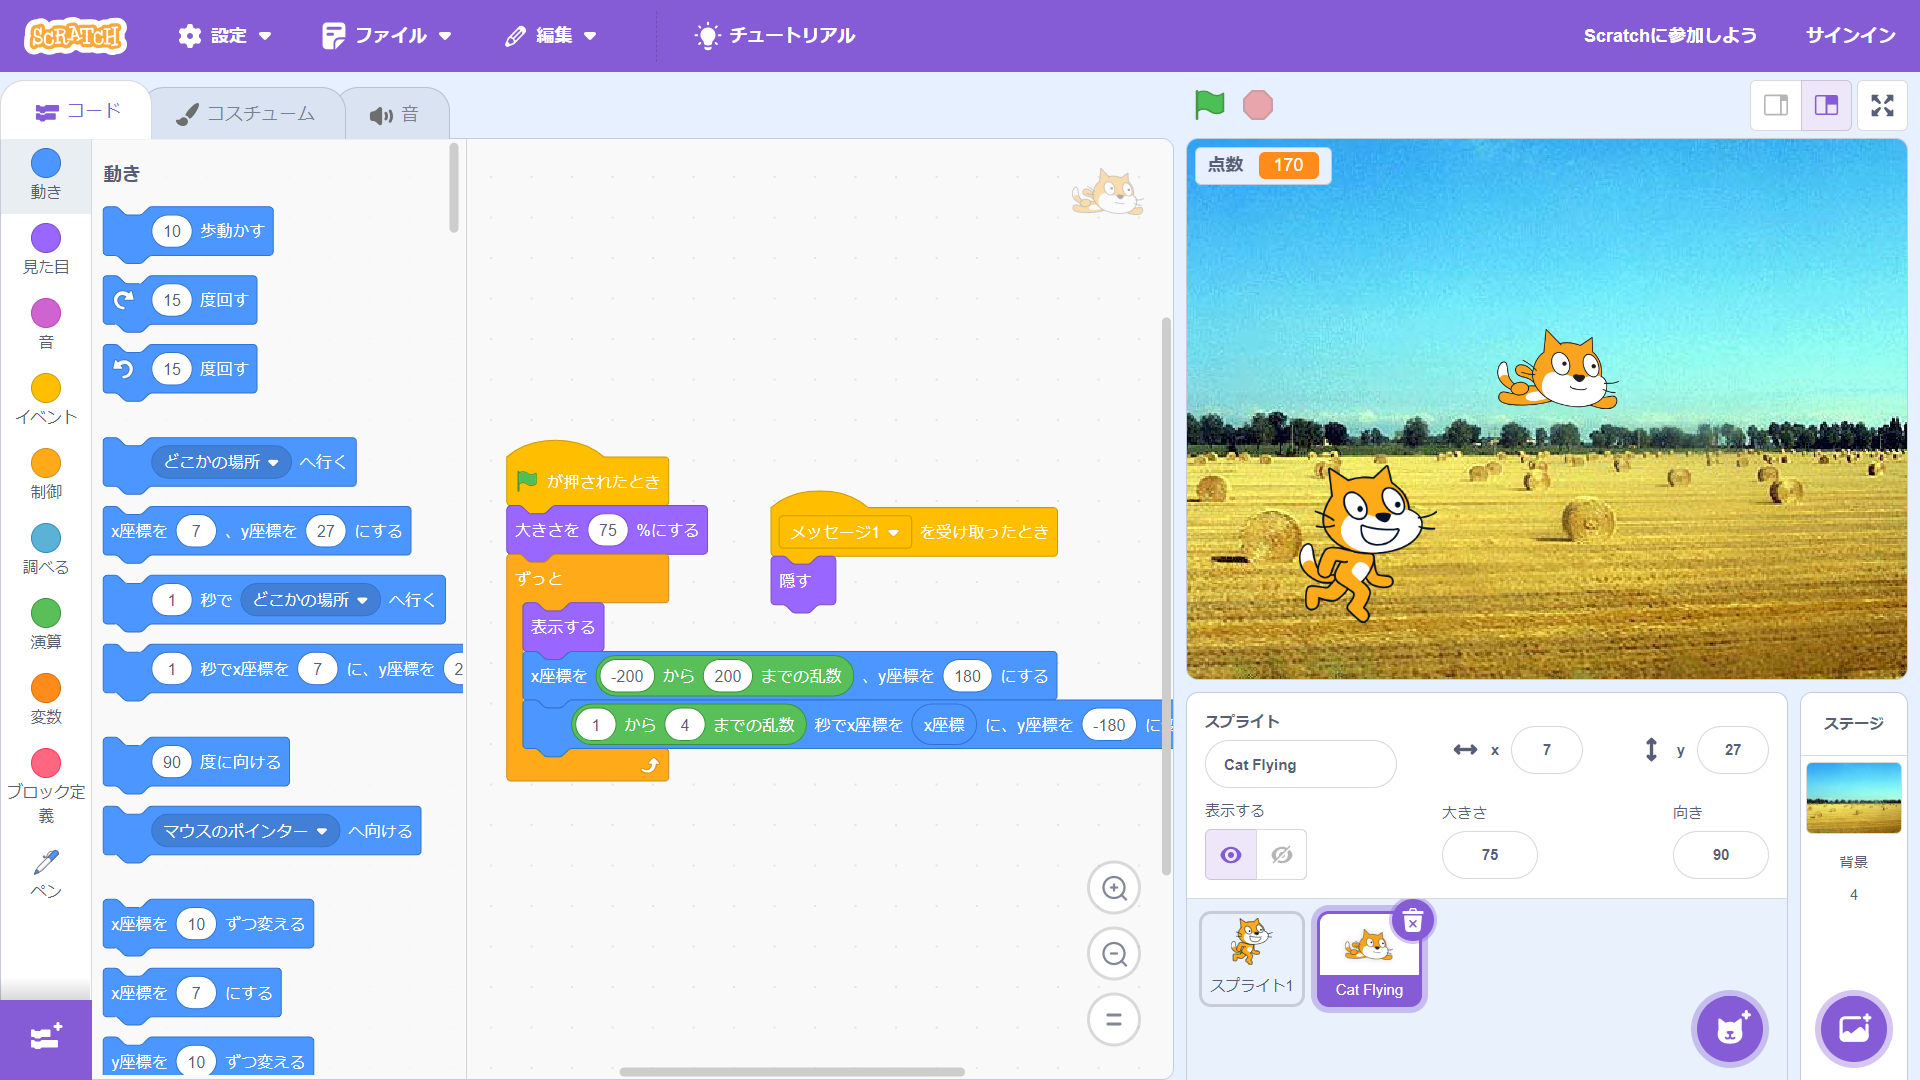 SCRATCH 設定 ファイル 編集 チュートリアル Scratchに参加しよう サインイン
コード コスチューム 音
動き
見た目
音
イベント
制御
調べる
演算
変数
ブロック定
義
ペン
動き
10 歩動かす
15 度回す
15 度回す
どこかの場所 へ行く
x座標を 7 、y座標を 27 にする
1 秒で どこかの場所 へ行く
1 秒でx座標を 7 に、y座標を 2
90 度に向ける
マウスのポインター へ向ける
x座標を 10 ずつ変える
x座標を 7 にする
y座標を 10 ずつ変える
が押されたとき
大きさを 75 %にする
ずっと
表示する
x座標を -200 から 200 までの乱数 、y座標を 180 にする
1 から 4 までの乱数 秒でx座標を x座標 に、y座標を -180 に
メッセージ1 を受け取ったとき
隠す
点数 170
スプライト
Cat Flying
x 7 y 27
表示する
大きさ 75
向き 90
スプライト1
Cat Flying
ステージ
背景
4